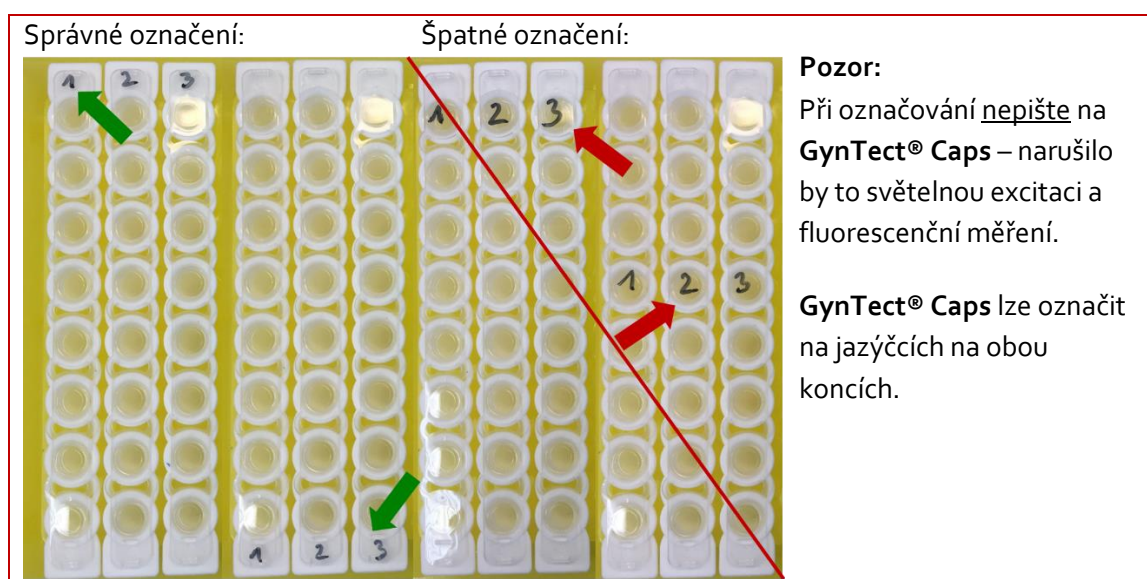 Správné označení:
Špatné označení:
1 2 3
1 2 3
1 2 3
1 2 3
Pozor:
Při označování nepište na
GynTect® Caps – narušilo
by to světelnou excitaci a
fluorescenční měření.
GynTect® Caps lze označit
na jazýčcích na obou
koncích.